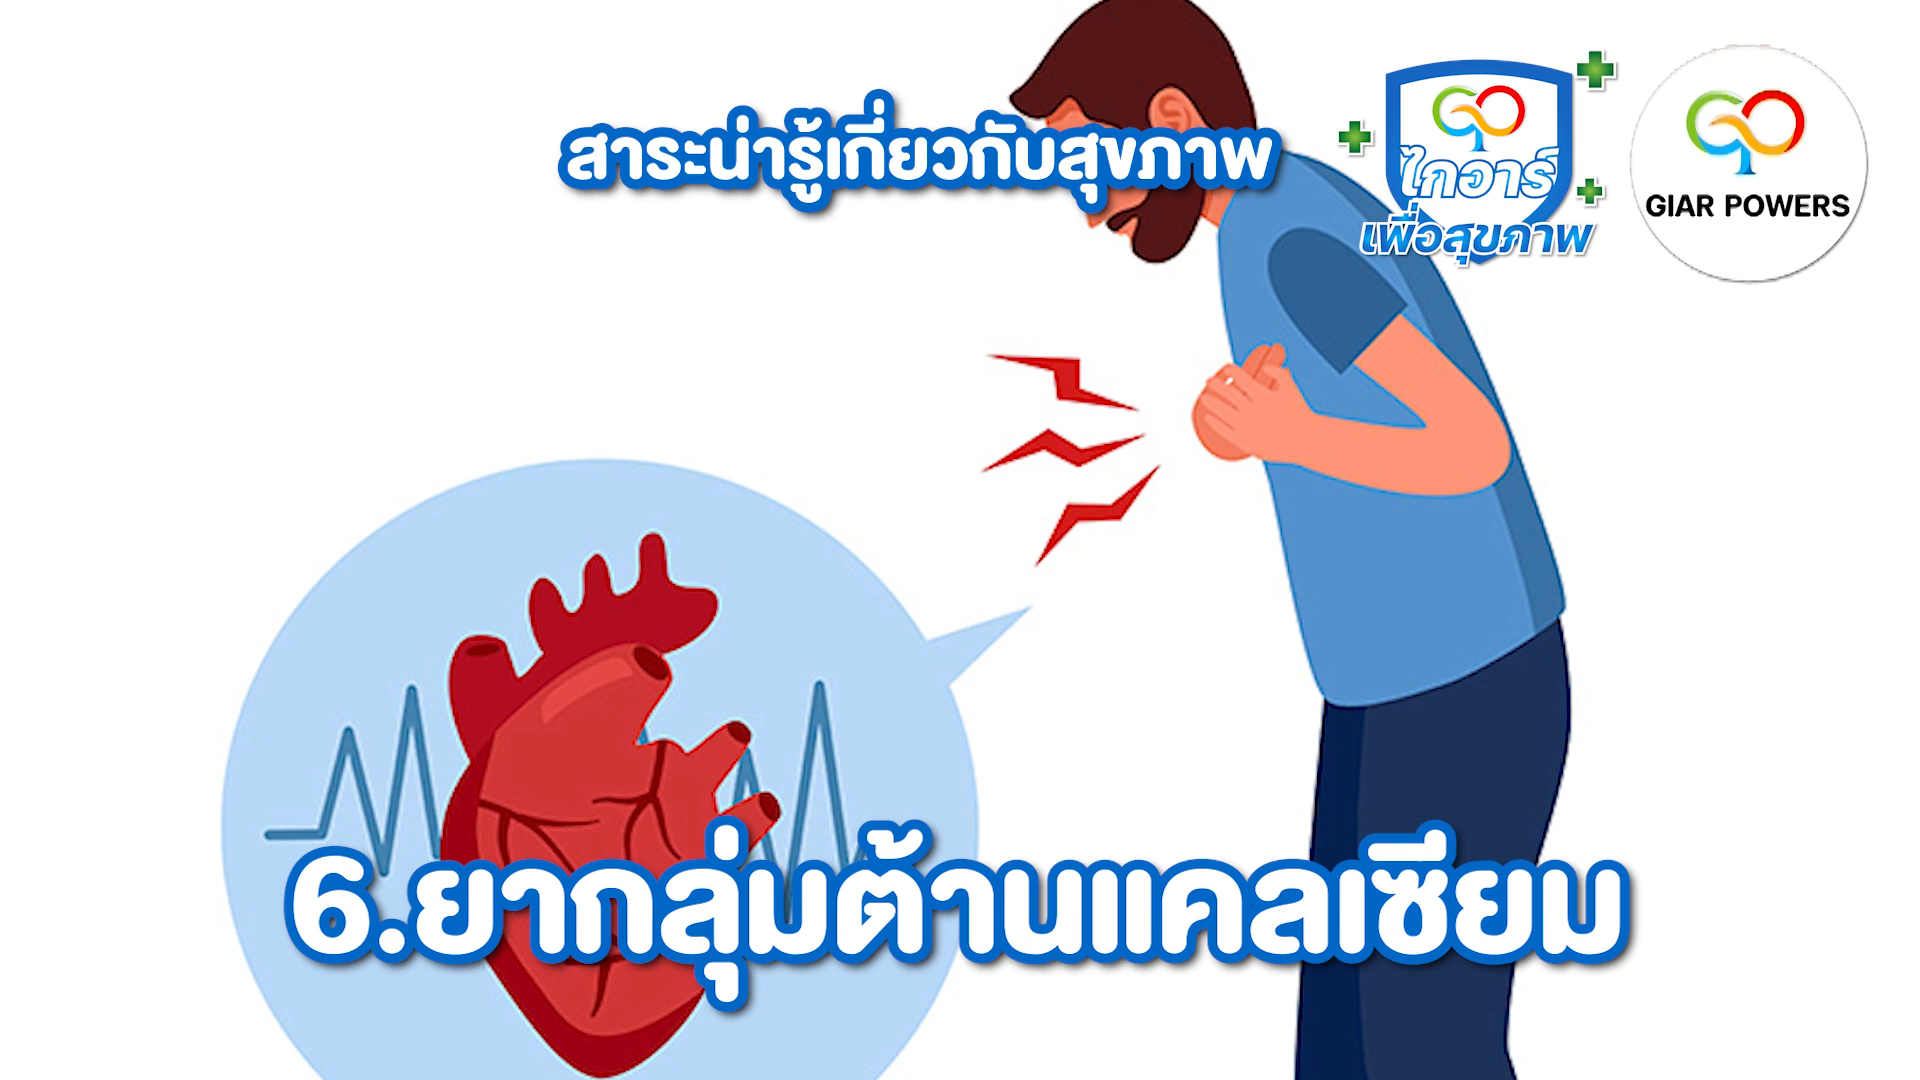 สาระน่ารู้เกี่ยวกับสุขภาพ
ไกอาร์
เพื่อสุขภาพ
GIAR POWERS
6.ยากลุ่มต้านแคลเซียม